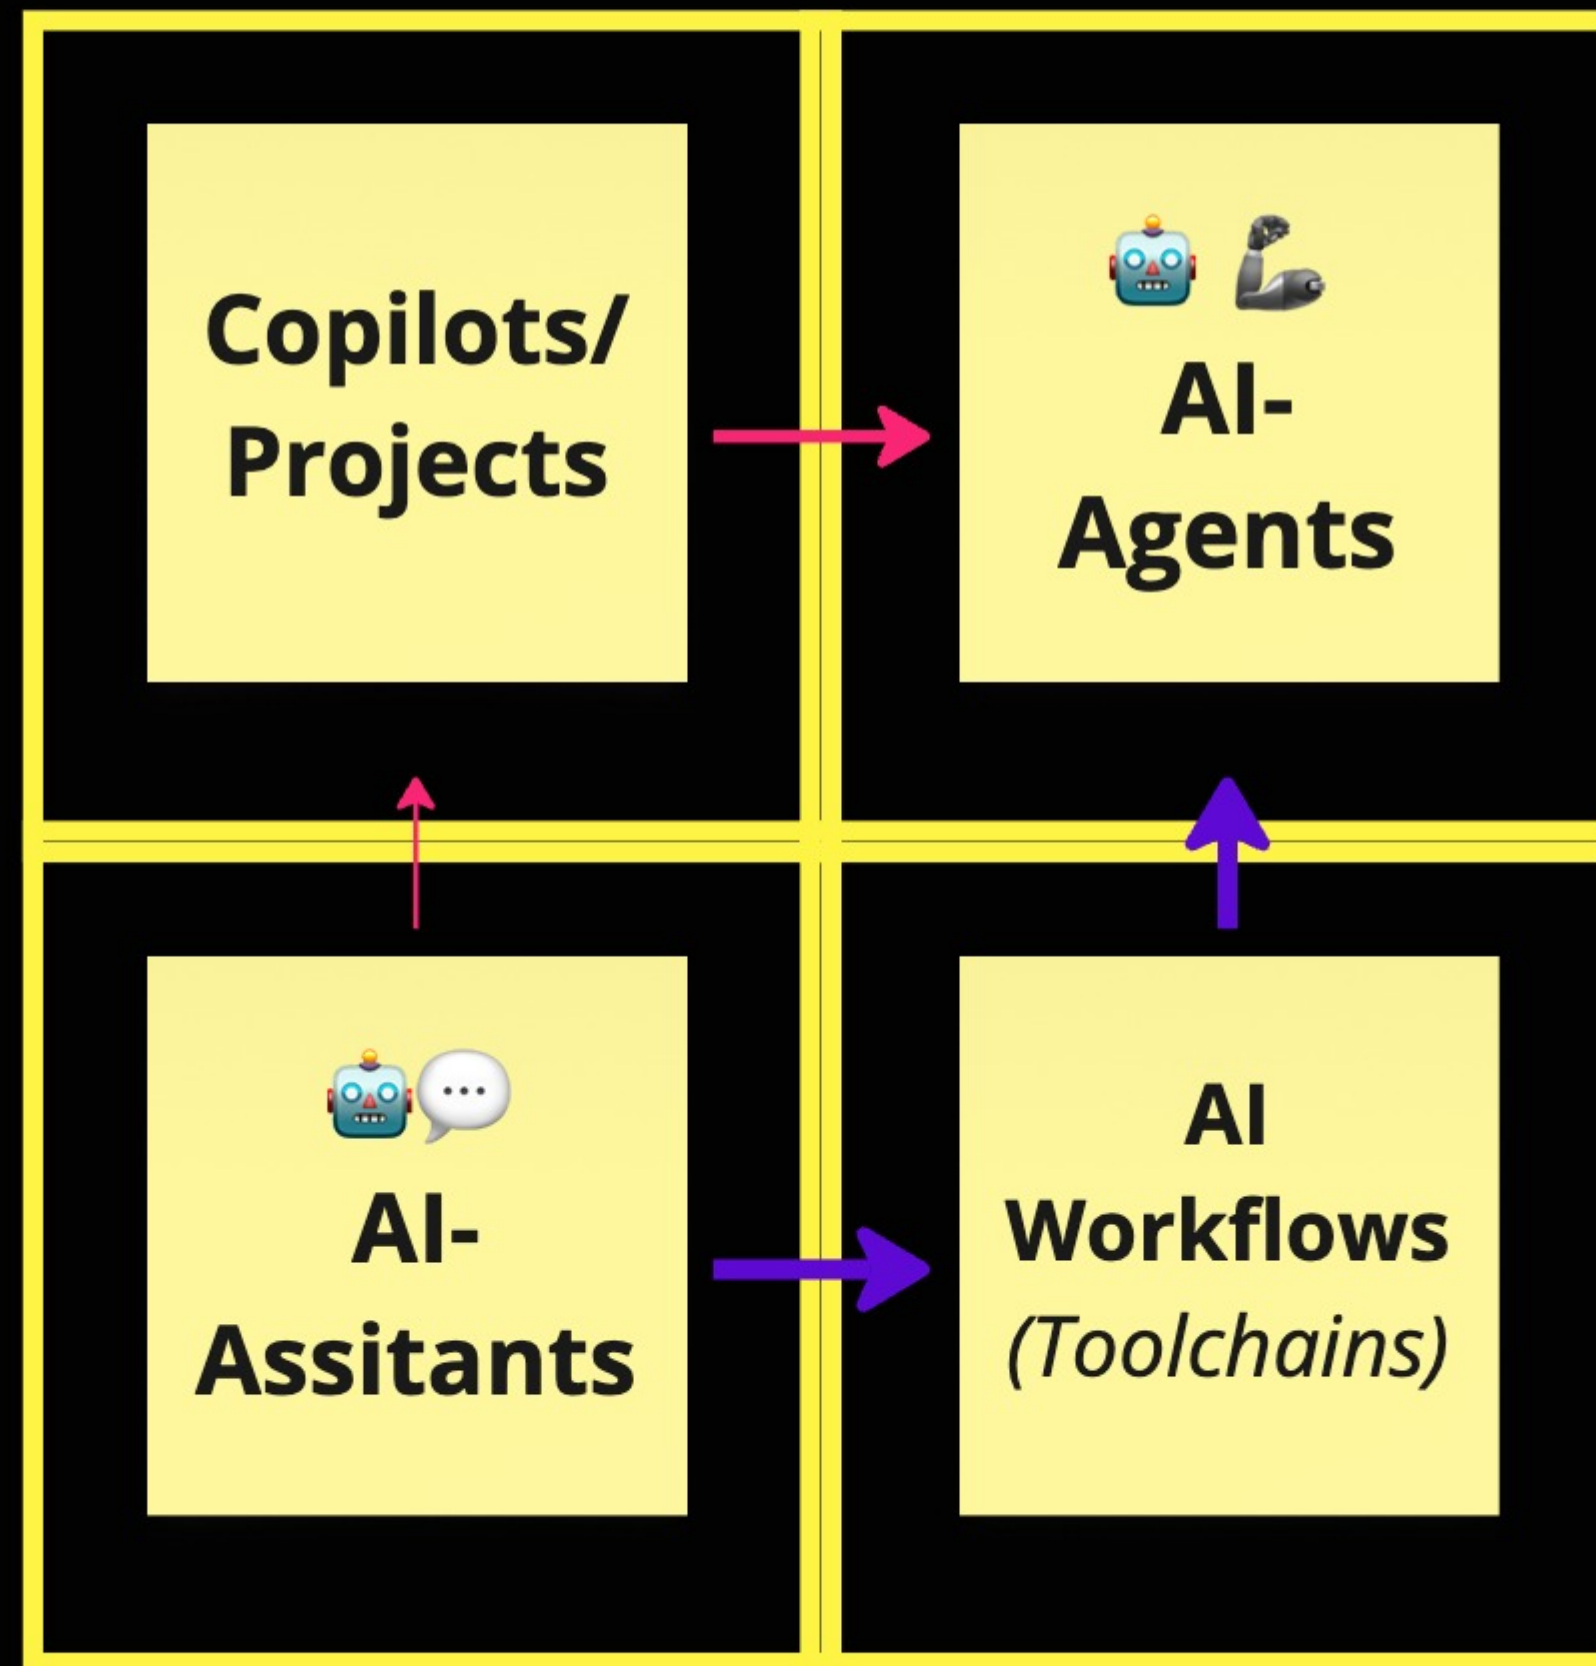 Copilots/
Projects
AI-
Agents
AI-
Assitants
AI
Workflows
(Toolchains)